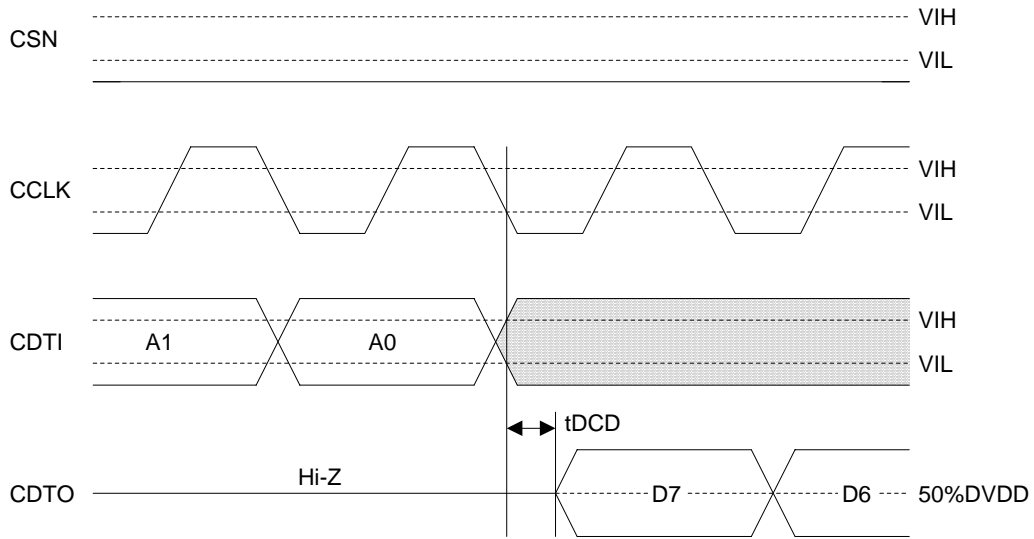 VIH
CSN
VIL
VIH
CCLK
VIL
VIH
CDTI A1 A0
VIL
tDCD
Hi-Z
CDTO D7 D6 50%DVDD